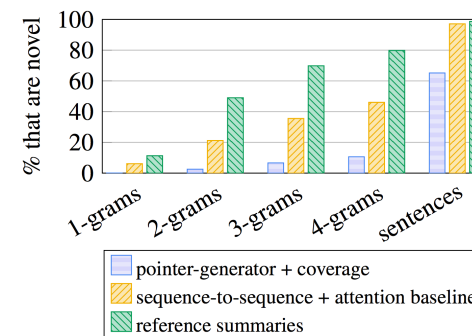 % that are novel
100
80
60
40
20
0
1-grams
2-grams
3-grams
4-grams
sentences
pointer-generator + coverage
sequence-to-sequence + attention baseline
reference summaries